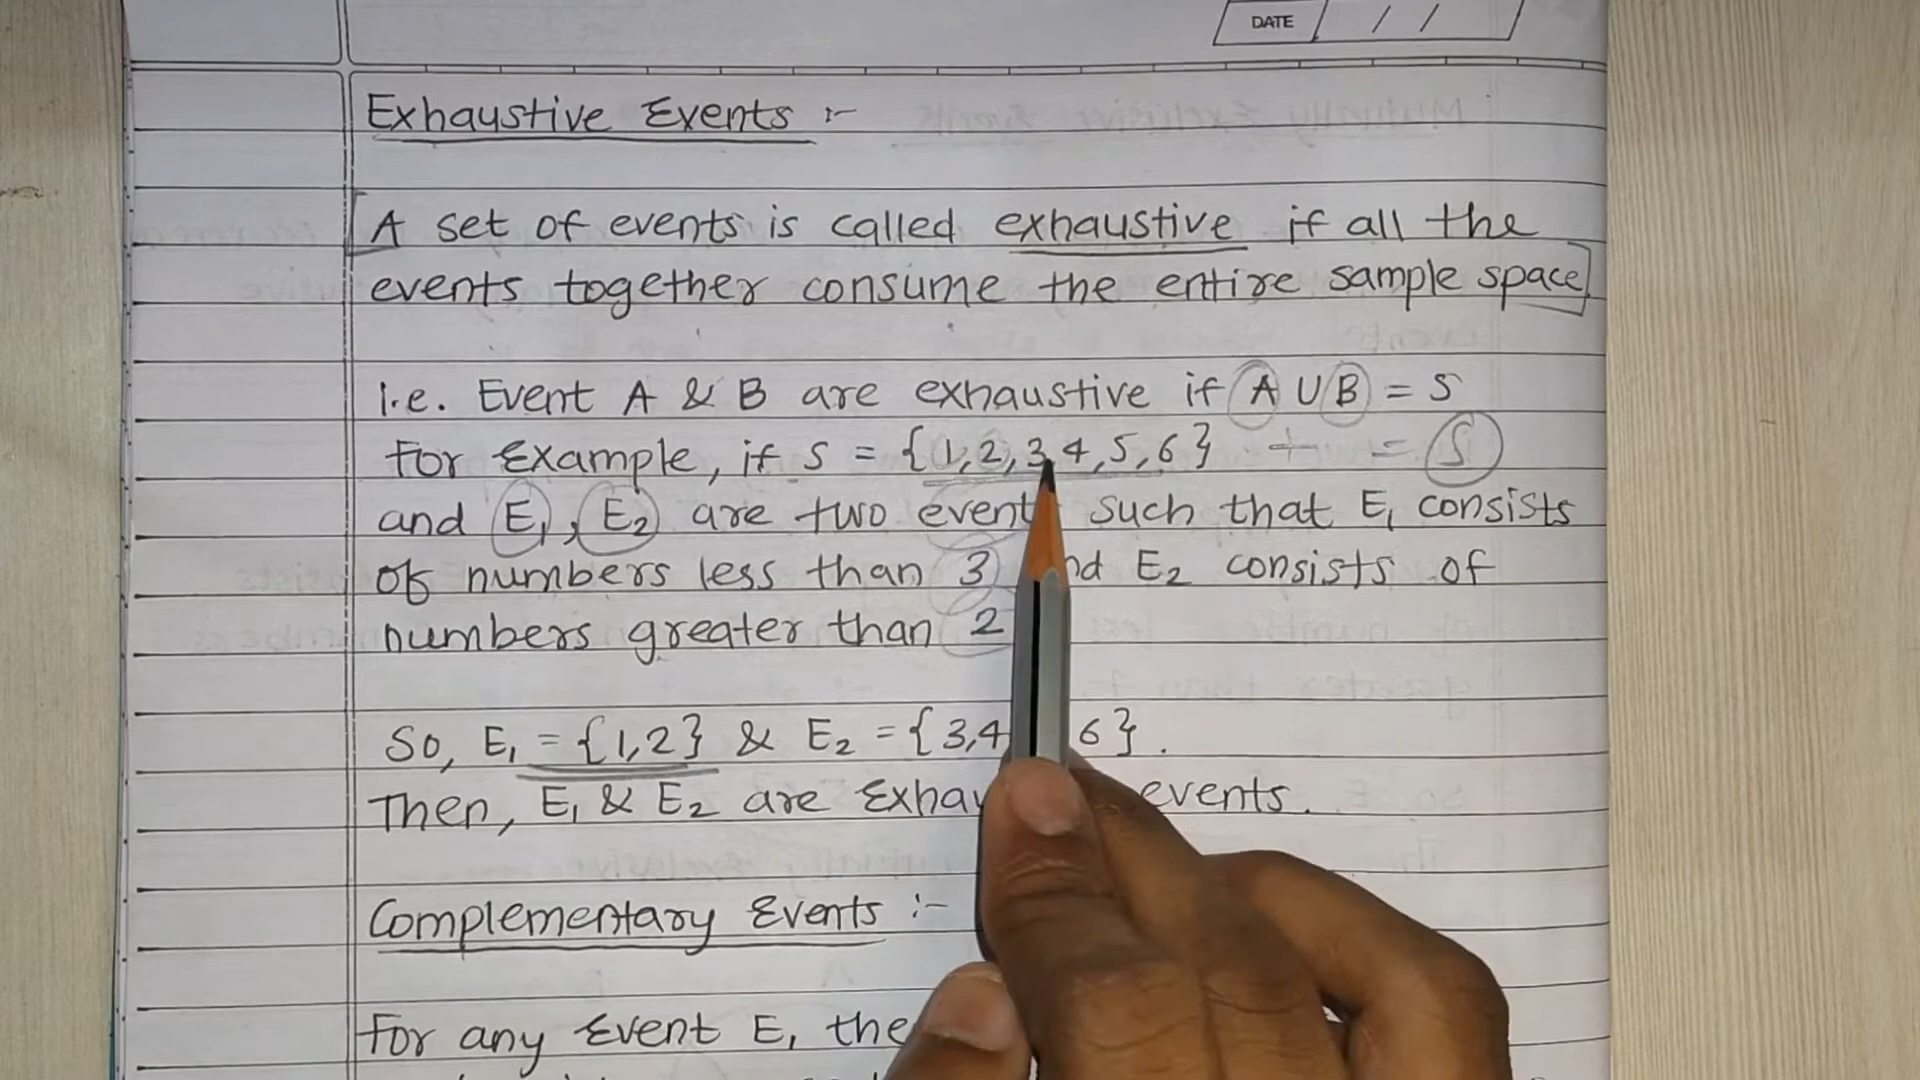 DATE / /
Exhaustive Events :-
A set of events is called exhaustive if all the
events together consume the entire sample space
i.e. Event A & B are exhaustive if A U B = S
For Example, if S = {1,2,3,4,5,6} + = S
and E1, E2 are two event such that E1 consists
of numbers less than 3 E2 consists of
numbers greater than 2
So, E1 = {1,2} & E2 = {3,4 6}.
Then, E1 & E2 are events.
Complementary Events :-
For any Event E, the